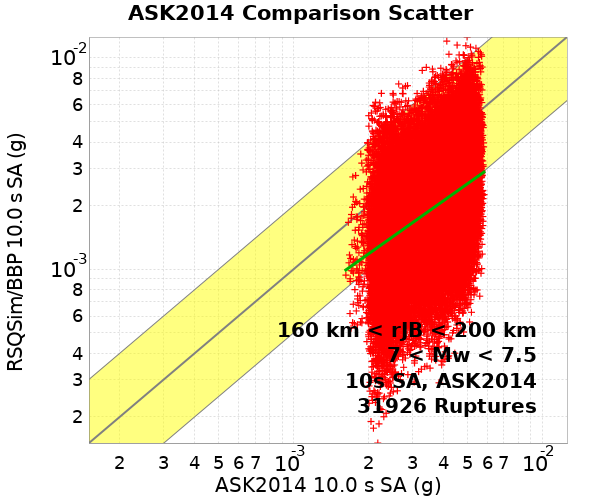 ASK2014 Comparison Scatter
RSQSim/BBP 10.0 s SA (g)
10^-2
8
6
4
3
2
10^-3
8
6
4
3
2
160 km < rJB < 200 km
7 < Mw < 7.5
10s SA, ASK2014
31926 Ruptures
2 3 4 5 6 7 10^-3 2 3 4 5 6 7 10^-2
ASK2014 10.0 s SA (g)